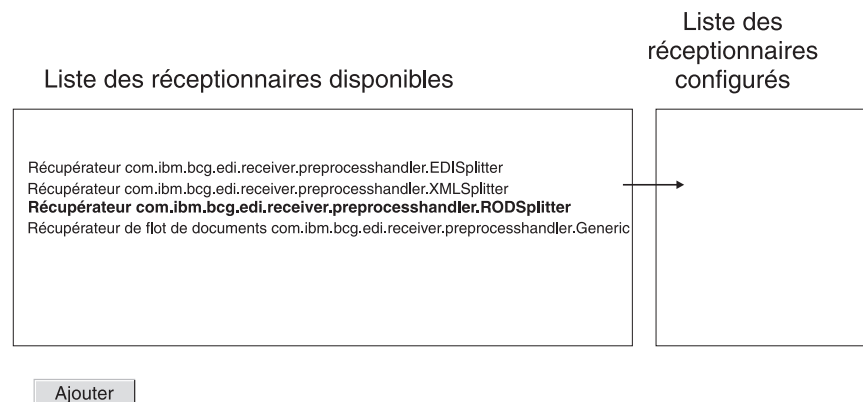 Liste des réceptionnaires disponibles
Liste des
réceptionnaires
configurés
Récupérateur com.ibm.bcg.edi.receiver.preprocesshandler.EDISplitter
Récupérateur com.ibm.bcg.edi.receiver.preprocesshandler.XMLSplitter
Récupérateur com.ibm.bcg.edi.receiver.preprocesshandler.RODSplitter
Récupérateur de flot de documents com.ibm.bcg.edi.receiver.preprocesshandler.Generic
Ajouter